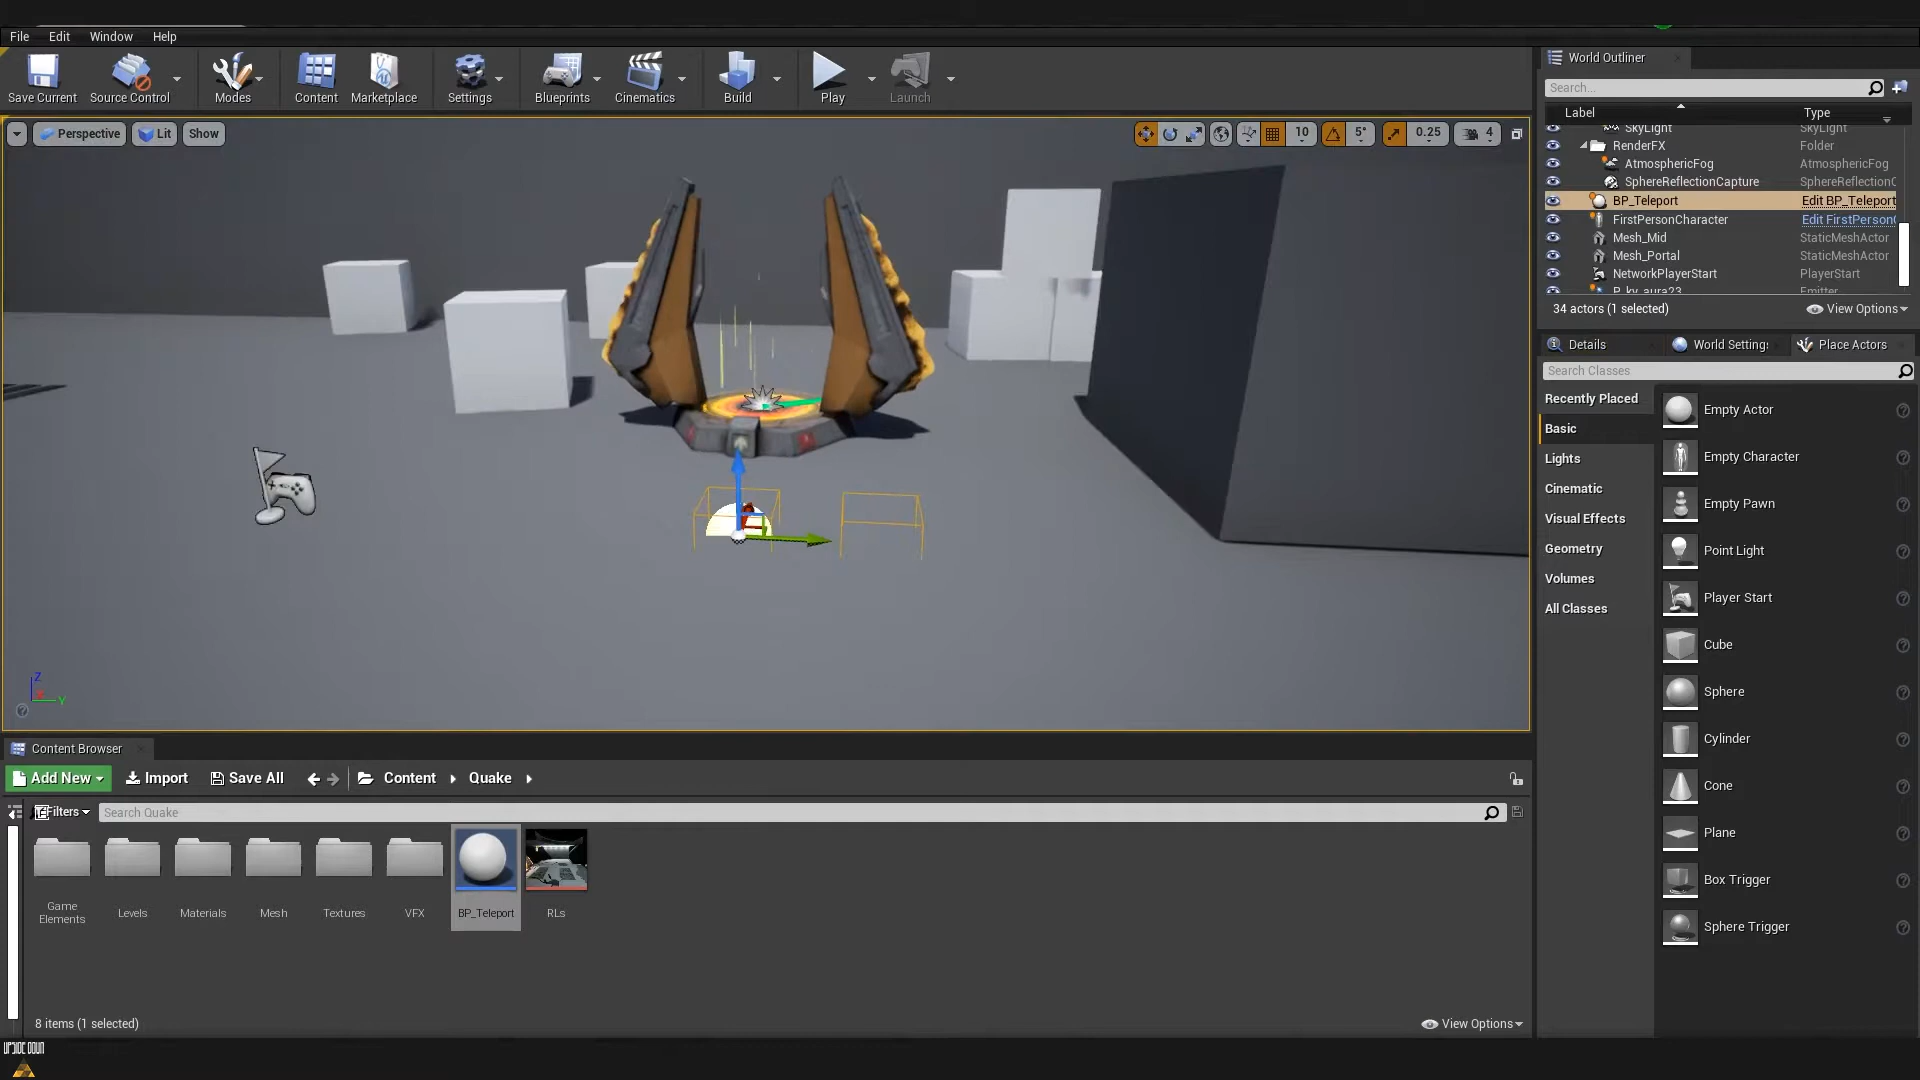 File Edit Window Help
Save Current Source Control Modes Content Marketplace Settings Blueprints Cinematics Build Play Launch
Perspective Lit Show
10 5° 0.25 4
World Outliner
Search...
Label Type
SkyLight SkyLight
RenderFX Folder
AtmosphericFog AtmosphericFog
SphereReflectionCapture SphereReflectionC
BP_Teleport Edit BP_Teleport
FirstPersonCharacter Edit FirstPerson
Mesh_Mid StaticMeshActor
Mesh_Portal StaticMeshActor
NetworkPlayerStart PlayerStart
P_ky_aura23 Emitter
34 actors (1 selected) View Options
Details World Settings Place Actors
Search Classes
Recently Placed
Basic
Lights
Cinematic
Visual Effects
Geometry
Volumes
All Classes
Empty Actor
Empty Character
Empty Pawn
Point Light
Player Start
Cube
Sphere
Cylinder
Cone
Plane
Box Trigger
Sphere Trigger
Z
Y
Content Browser
Add New Import Save All Content Quake
Filters Search Quake
Game Elements
Levels
Materials
Mesh
Textures
VFX
BP_Teleport
RLs
8 items (1 selected) View Options
UPSIDE DOWN